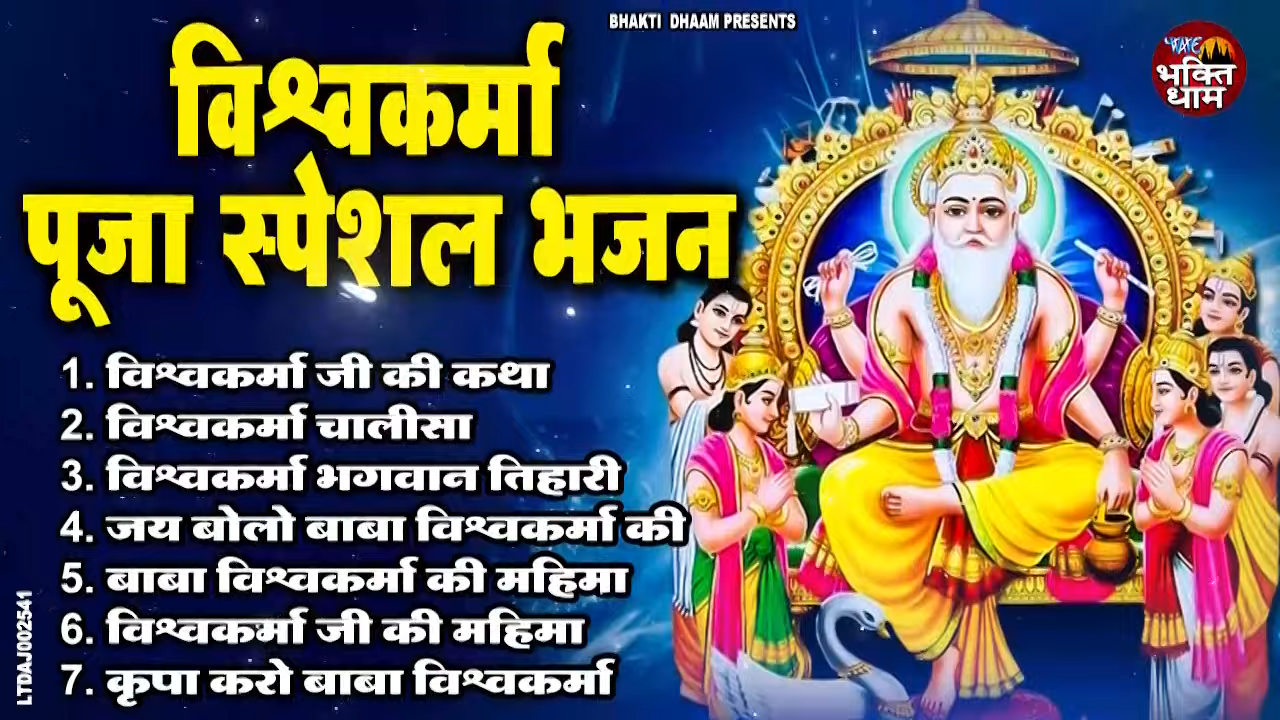 BHAKTI DHAAM PRESENTS
WAVE
भक्ति
धाम
विश्वकर्मा
पूजा स्पेशल भजन
1. विश्वकर्मा जी की कथा
2. विश्वकर्मा चालीसा
3. विश्वकर्मा भगवान तिहारी
4. जय बोलो बाबा विश्वकर्मा की
5. बाबा विश्वकर्मा की महिमा
6. विश्वकर्मा जी की महिमा
7. कृपा करो बाबा विश्वकर्मा
LTDAJ002541